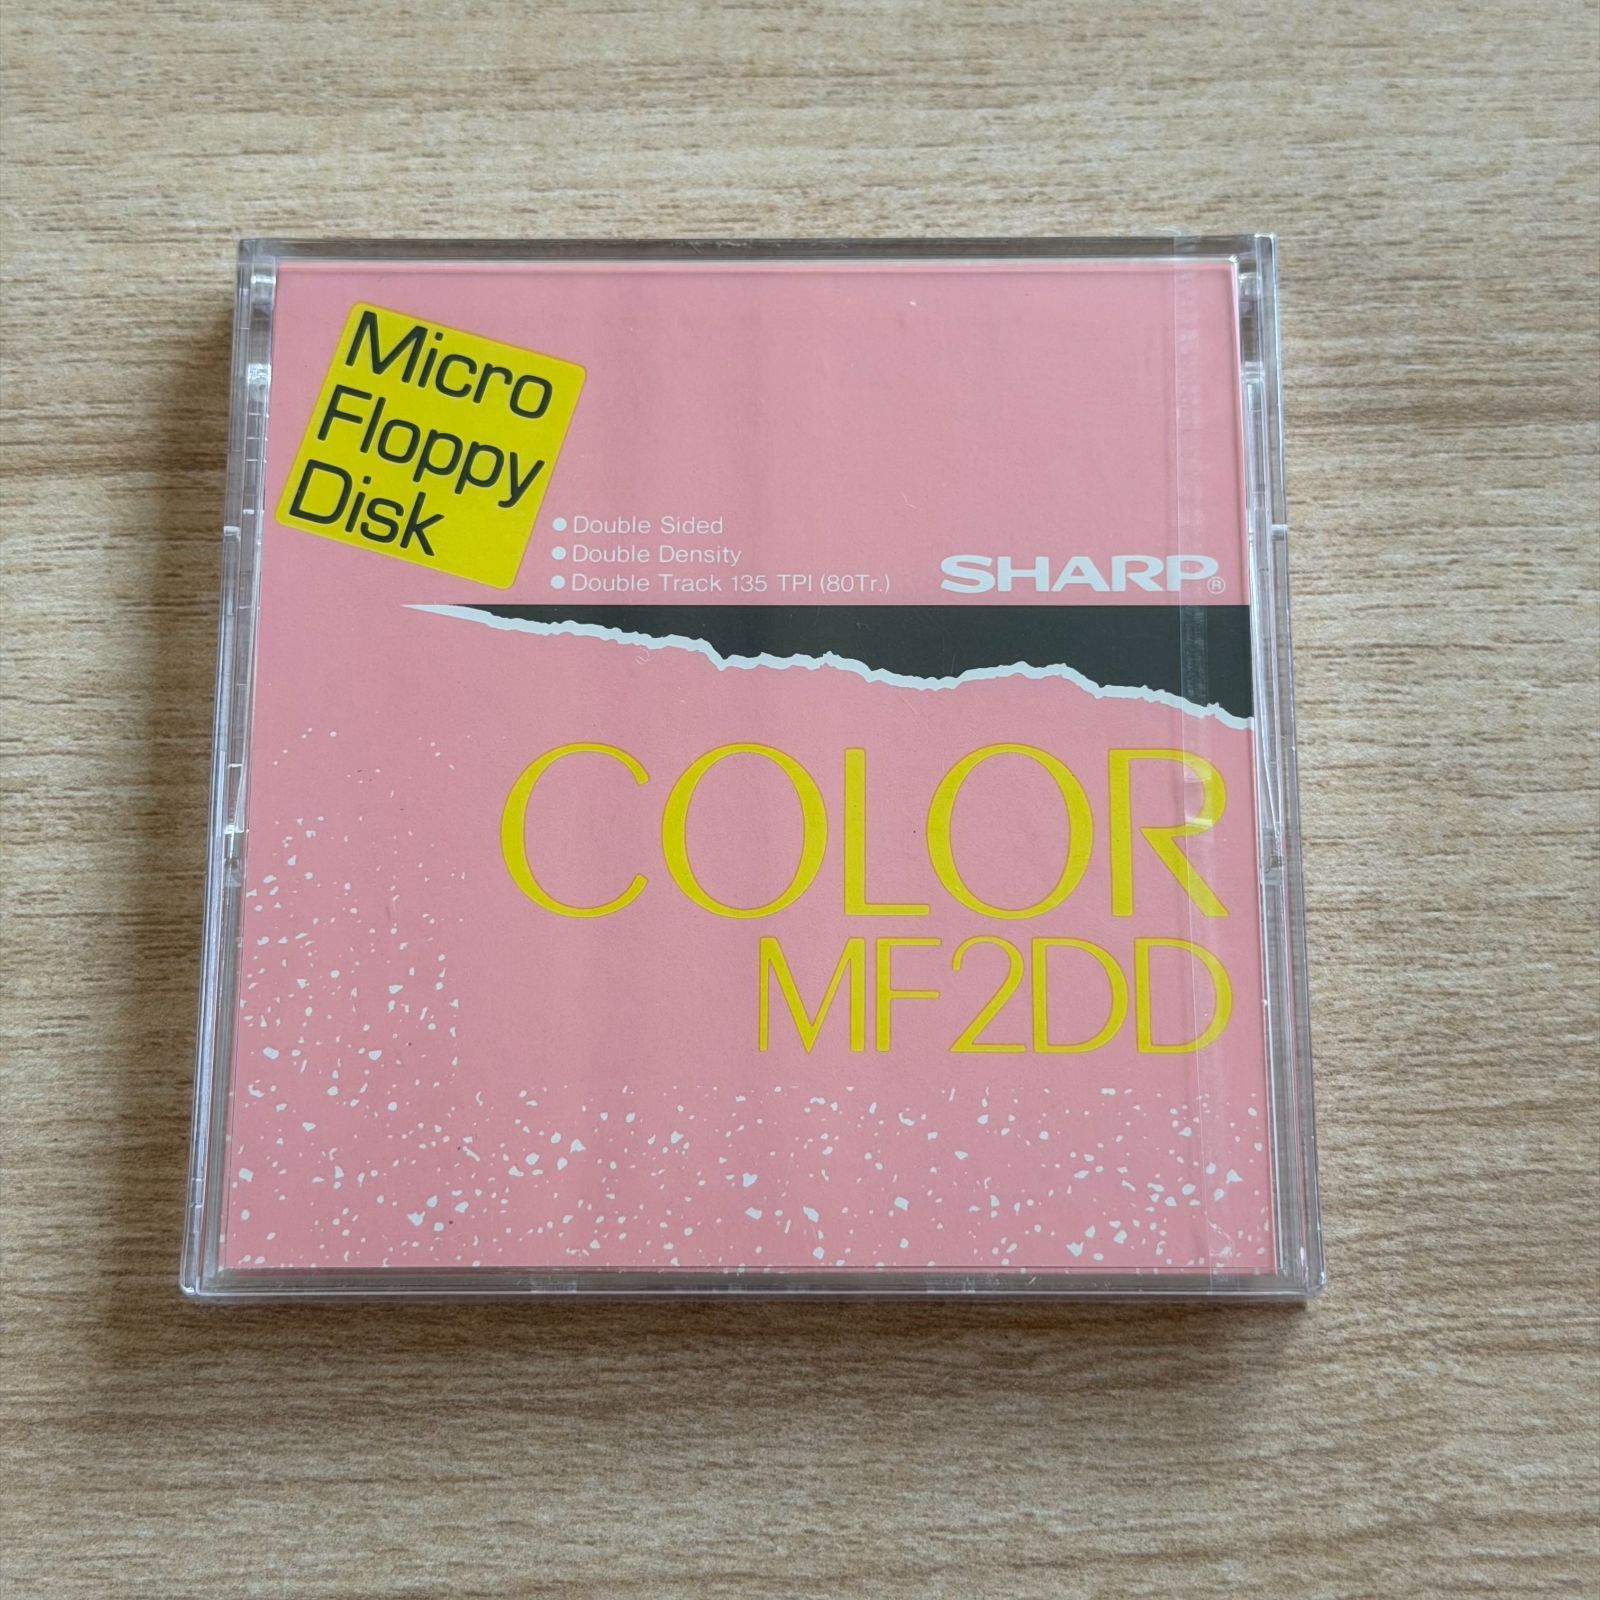 Micro
Floppy
Disk
● Double Sided
● Double Density
● Double Track 135 TPI (80Tr.)
SHARP®
COLOR
MF2DD